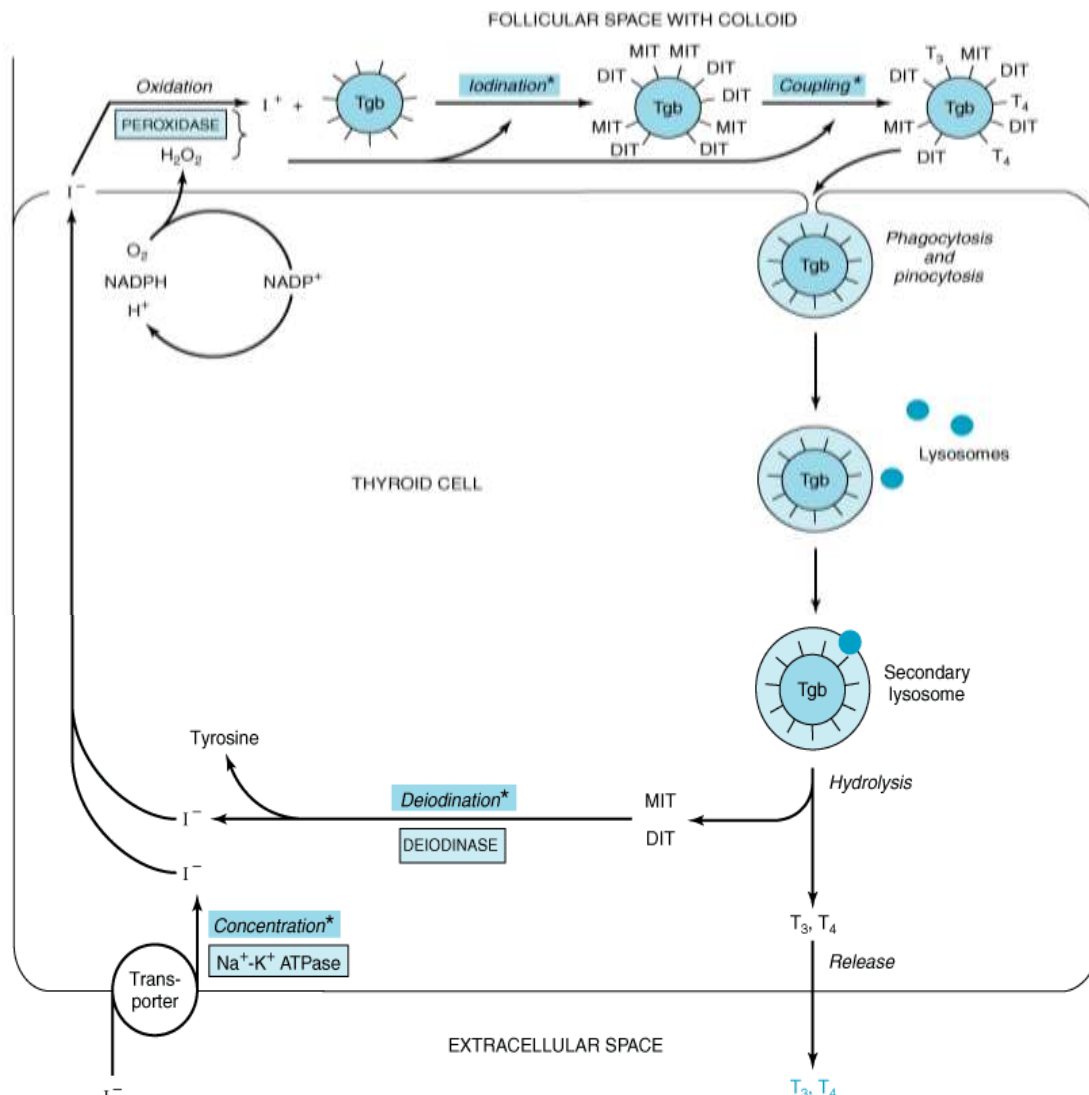 FOLLICULAR SPACE WITH COLLOID
Oxidation
PEROXIDASE
H₂O₂
I⁺ +
Tgb
Iodination*
MIT MIT
DIT DIT
Tgb
DIT
MIT MIT
DIT DIT
Coupling*
T₃ MIT
DIT DIT
Tgb
T₄
MIT DIT
DIT T₄
I⁻
O₂
NADPH
H⁺
NADP⁺
Tgb
Phagocytosis
and
pinocytosis
Tgb
Lysosomes
THYROID CELL
Tgb
Secondary
lysosome
Hydrolysis
Tyrosine
I⁻
Deiodination*
DEIODINASE
MIT
DIT
I⁻
Concentration*
Na⁺-K⁺ ATPase
Trans-
porter
T₃, T₄
Release
EXTRACELLULAR SPACE
I⁻
T₃, T₄